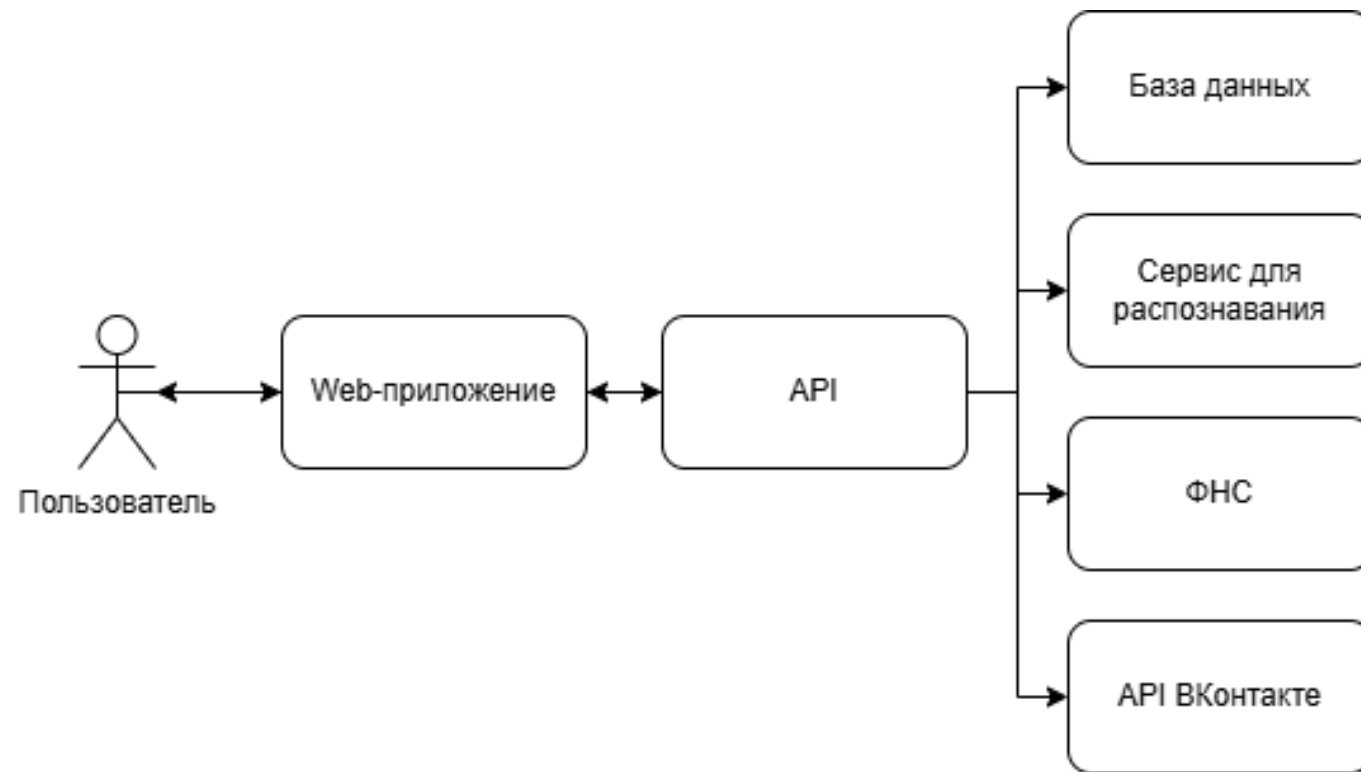 База данных
Сервис для
распознавания
Web-приложение
API
ФНС
Пользователь
API ВКонтакте